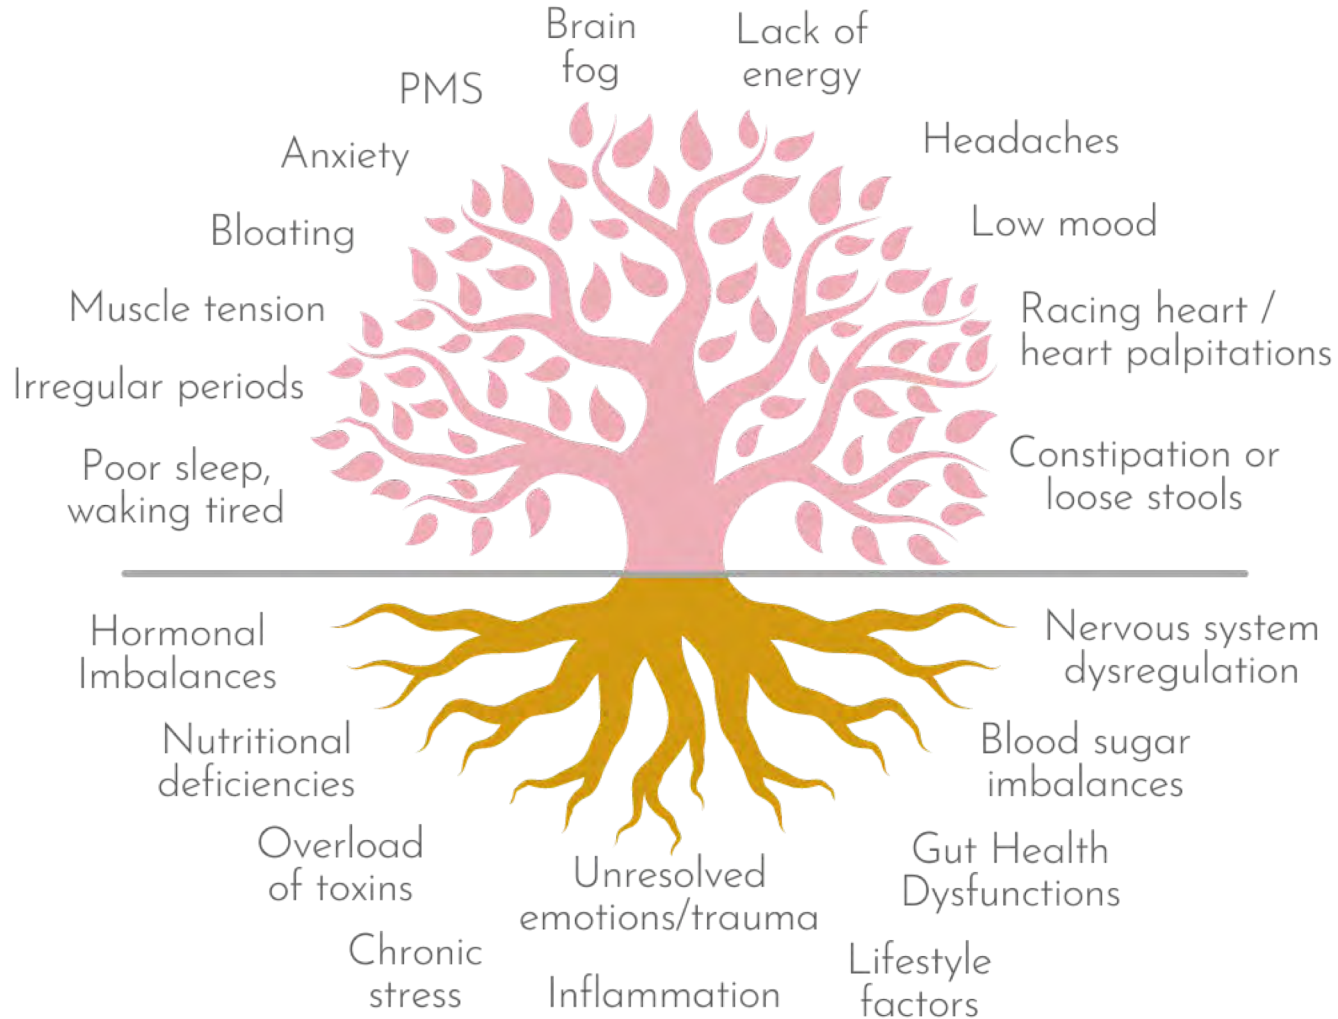 Brain
fog
Lack of
energy
PMS
Headaches
Anxiety
Low mood
Bloating
Muscle tension
Racing heart /
heart palpitations
Irregular periods
Poor sleep,
waking tired
Constipation or
loose stools
Hormonal
Imbalances
Nervous system
dysregulation
Nutritional
deficiencies
Blood sugar
imbalances
Overload
of toxins
Unresolved
emotions/trauma
Gut Health
Dysfunctions
Chronic
stress
Inflammation
Lifestyle
factors